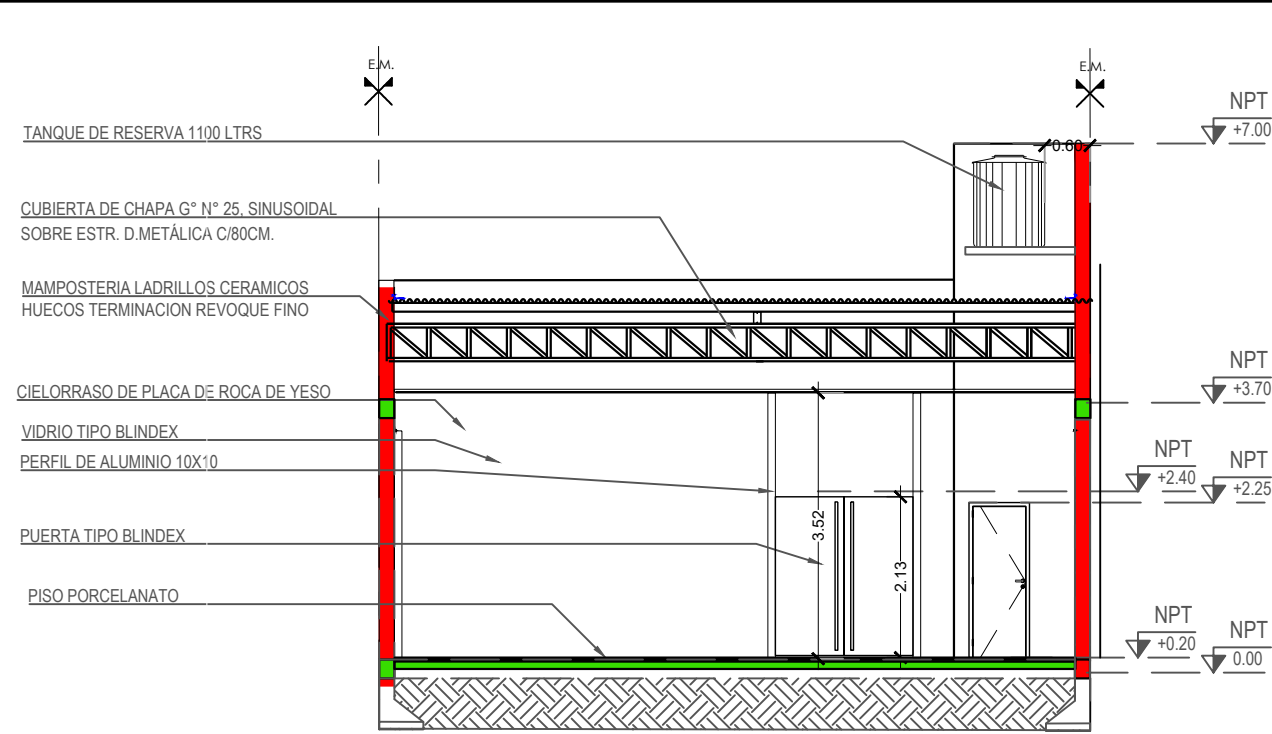 E.M.
E.M.
NPT
+7.00
TANQUE DE RESERVA 1100 LTRS
0.60
CUBIERTA DE CHAPA G° N° 25, SINUSOIDAL
SOBRE ESTR. D.METÁLICA C/80CM.
MAMPOSTERIA LADRILLOS CERAMICOS
HUECOS TERMINACION REVOQUE FINO
NPT
+3.70
CIELORRASO DE PLACA DE ROCA DE YESO
VIDRIO TIPO BLINDEX
PERFIL DE ALUMINIO 10X10
NPT
+2.40
NPT
+2.25
PUERTA TIPO BLINDEX
3.52
2.13
PISO PORCELANATO
NPT
+0.20
NPT
0.00